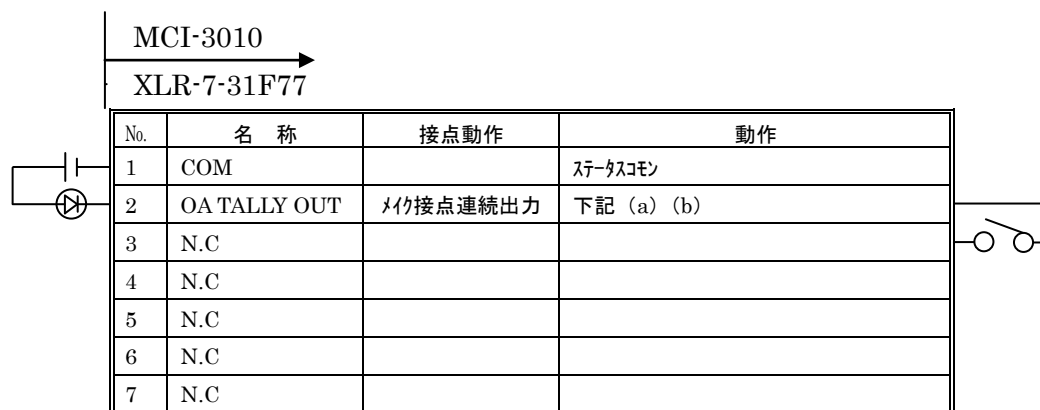 MCI-3010
XLR-7-31F77
No. 名　称 接点動作 動作
1 COM ｽﾃｰﾀｽｺﾓﾝ
2 OA TALLY OUT ﾒｲｸ接点連続出力 下記（a）（b）
3 N.C
4 N.C
5 N.C
6 N.C
7 N.C